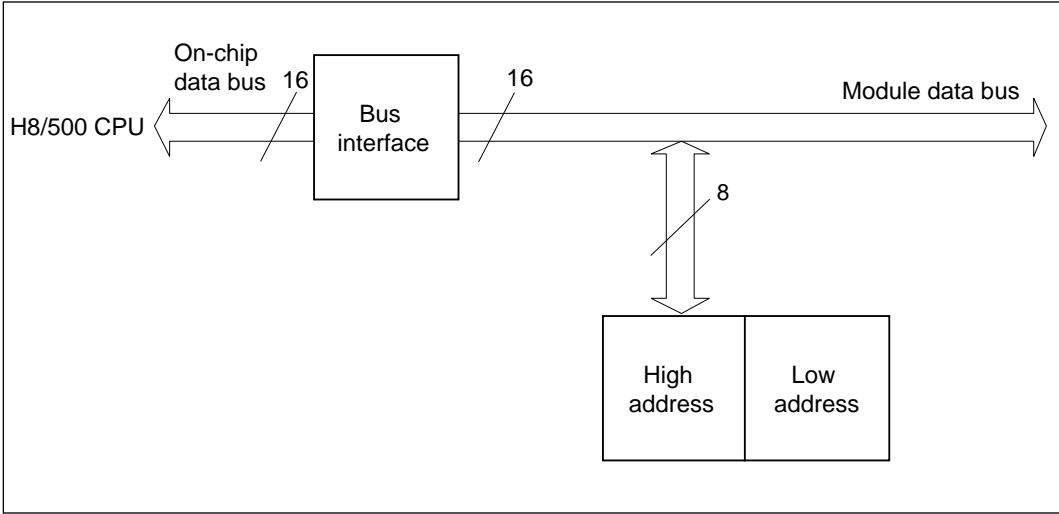 On-chip
data bus
16
16
Module data bus
H8/500 CPU
Bus
interface
8
High
address
Low
address